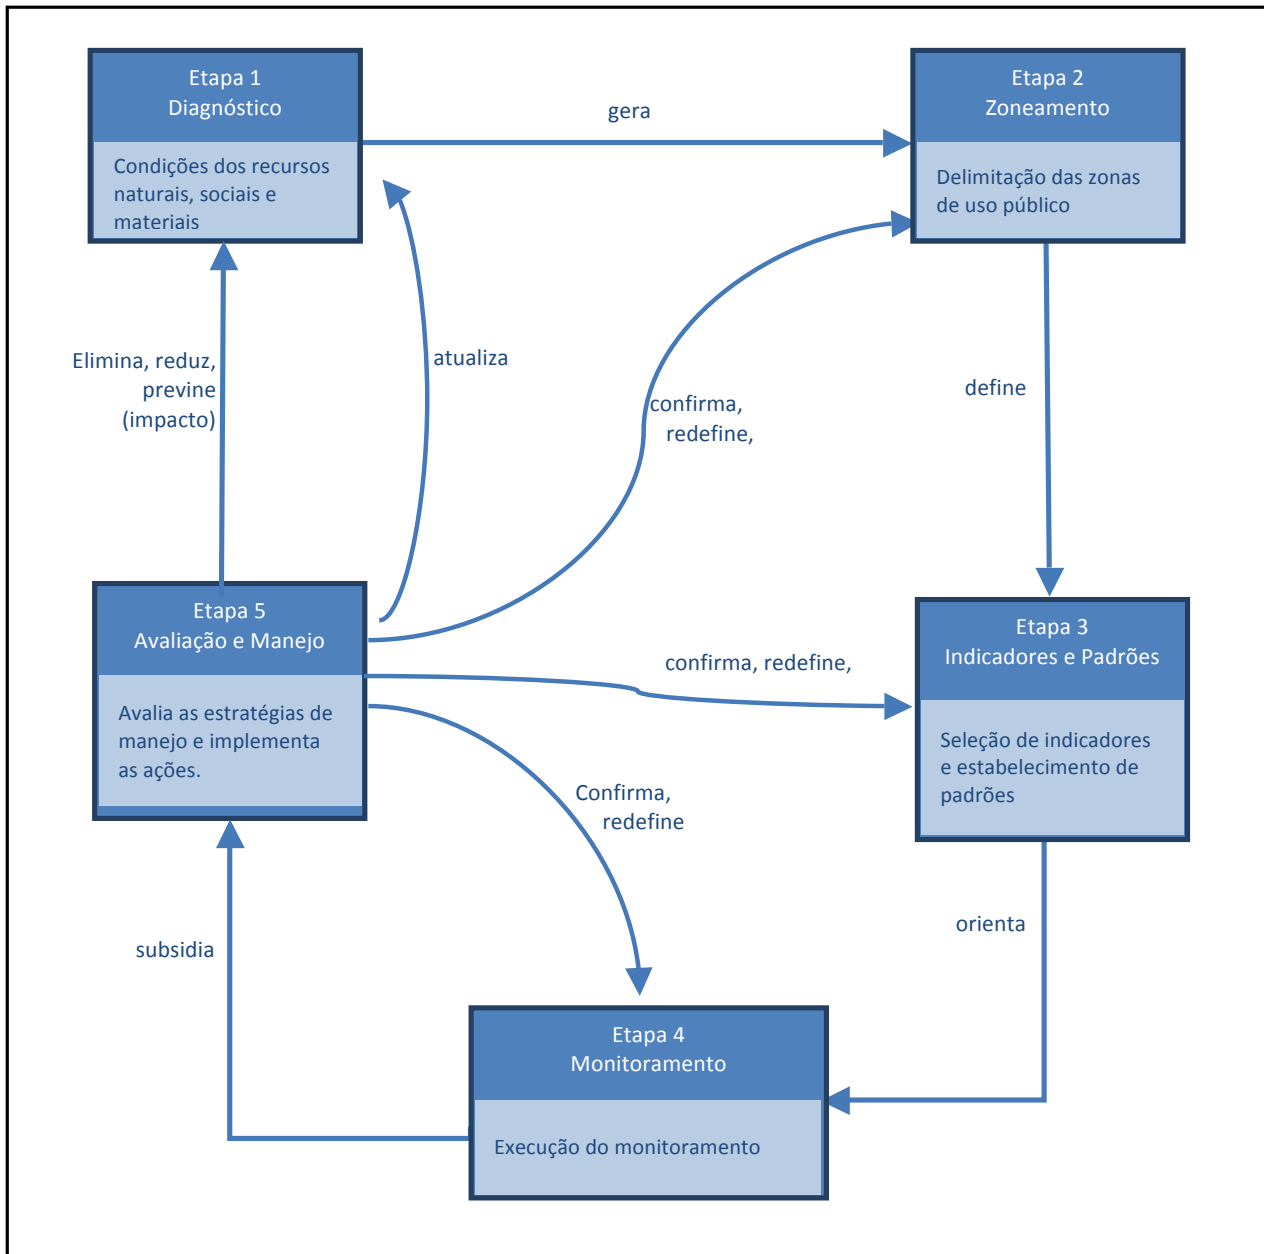 Etapa 1
Diagnóstico
Condições dos recursos
naturais, sociais e
materiais
gera
Etapa 2
Zoneamento
Delimitação das zonas
de uso público
Elimina, reduz,
previne
(impacto)
atualiza
confirma,
redefine,
define
Etapa 5
Avaliação e Manejo
Avalia as estratégias de
manejo e implementa
as ações.
confirma, redefine,
Etapa 3
Indicadores e Padrões
Seleção de indicadores
e estabelecimento de
padrões
Confirma,
redefine
subsidia
orienta
Etapa 4
Monitoramento
Execução do monitoramento